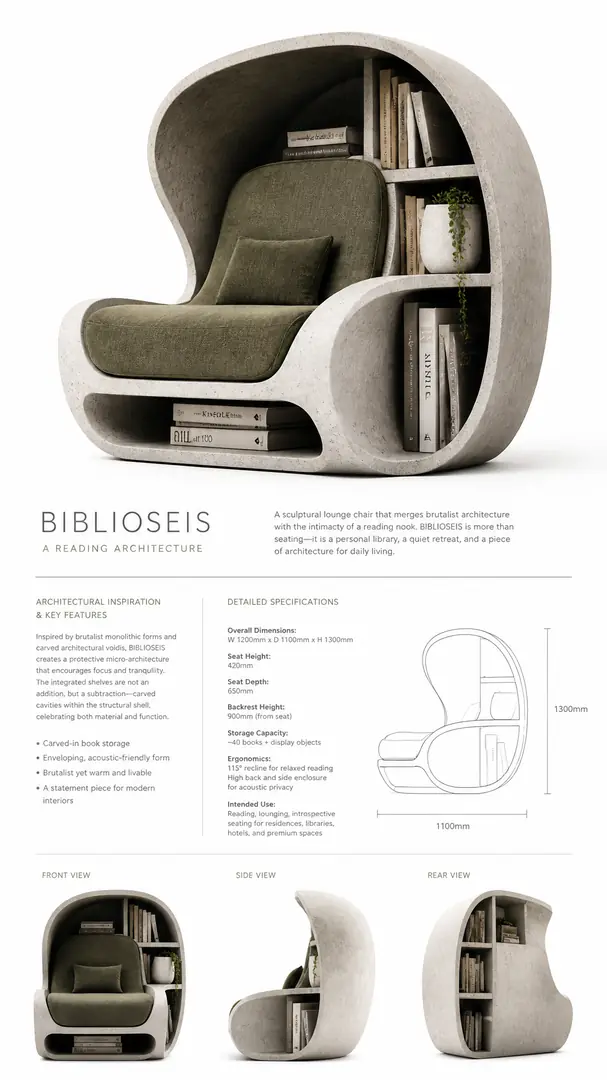 BIBLIOSEIS
A READING ARCHITECTURE
A sculptural lounge chair that merges brutalist architecture
with the intimacty of a reading nook. BIBLIOSEIS is more than
seating—it is a personal library, a quiet retreat, and a piece
of architecture for daily living.
ARCHITECTURAL INSPIRATION
& KEY FEATURES
Inspired by brutalist monolithic forms and
carved architectural voidis, BIBLIOSEIS
creates a protective micro-architecture
that encourages focus and tranqullity.
The integrated shelves are not an
addition, but a subtraction—carved
cavities within the structural shell,
celebrating both material and function.
• Carved-in book storage
• Enveloping, acoustic-friendly form
• Brutalist yet warm and livable
• A statement piece for modern
interiors
DETAILED SPECIFICATIONS
Overall Dimensions:
W 1200mm x D 1100mm x H 1300mm
Seat Height:
420mm
Seat Depth:
650mm
Backrest Height:
900mm (from seat)
Storage Capacity:
~40 books + display objects
Ergonomics:
115° recline for relaxed reading
High back and side enclosure
for acoustic privacy
Intended Use:
Reading, lounging, introspective
seating for residences, libraries,
hotels, and premium spaces
1300mm
1100mm
FRONT VIEW
SIDE VIEW
REAR VIEW